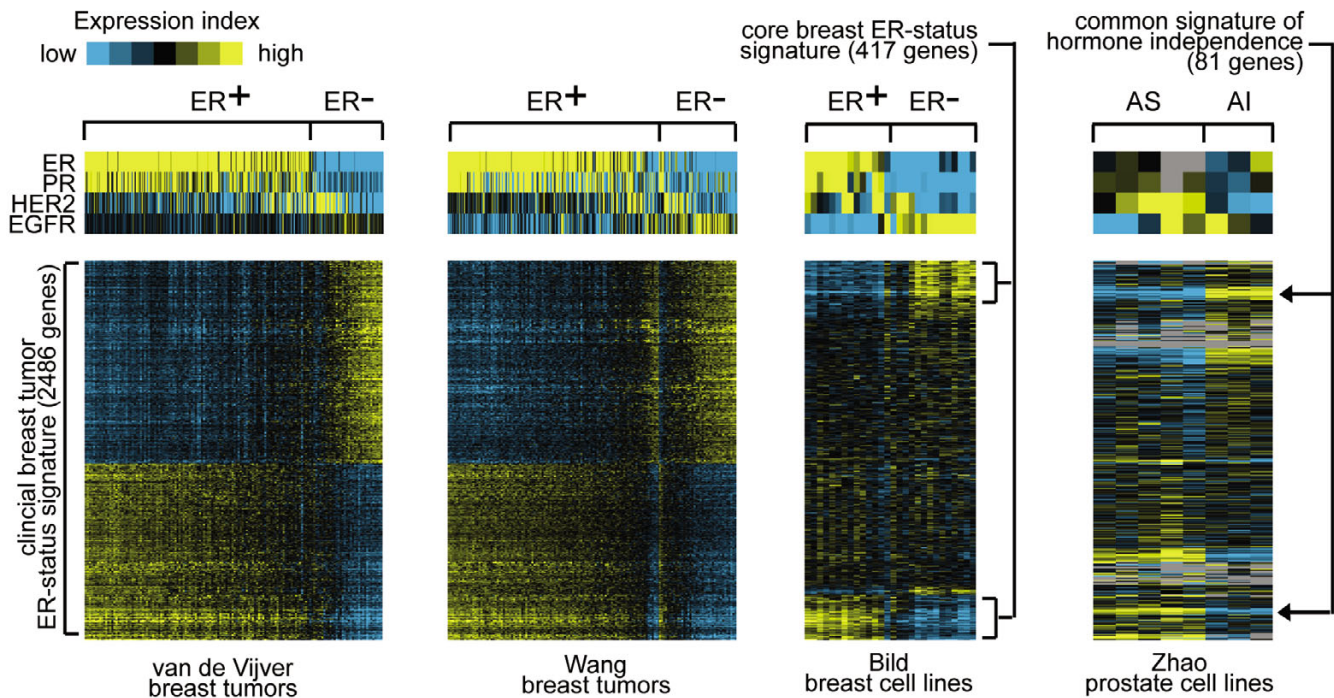 Expression index
low high
core breast ER-status
signature (417 genes)
common signature of
hormone independence
(81 genes)
ER+ ER-
ER+ ER-
ER+ ER-
AS AI
ER
PR
HER2
EGFR
clincial breast tumor
ER-status signature (2486 genes)
van de Vijver
breast tumors
Wang
breast tumors
Bild
breast cell lines
Zhao
prostate cell lines